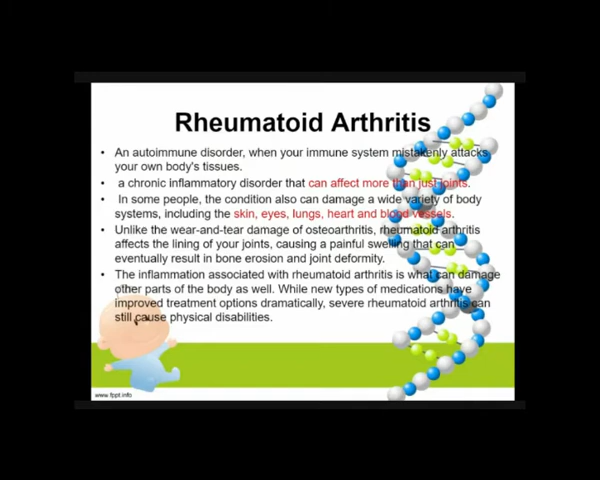 Rheumatoid Arthritis
• An autoimmune disorder, when your immune system mistakenly attacks
your own body's tissues.
• a chronic inflammatory disorder that can affect more than just joints.
• In some people, the condition also can damage a wide variety of body
systems, including the skin, eyes, lungs, heart and blood vessels.
• Unlike the wear-and-tear damage of osteoarthritis, rheumatoid arthritis
affects the lining of your joints, causing a painful swelling that can
eventually result in bone erosion and joint deformity.
• The inflammation associated with rheumatoid arthritis is what can damage
other parts of the body as well. While new types of medications have
improved treatment options dramatically, severe rheumatoid arthritis can
still cause physical disabilities.
www.fppt.info